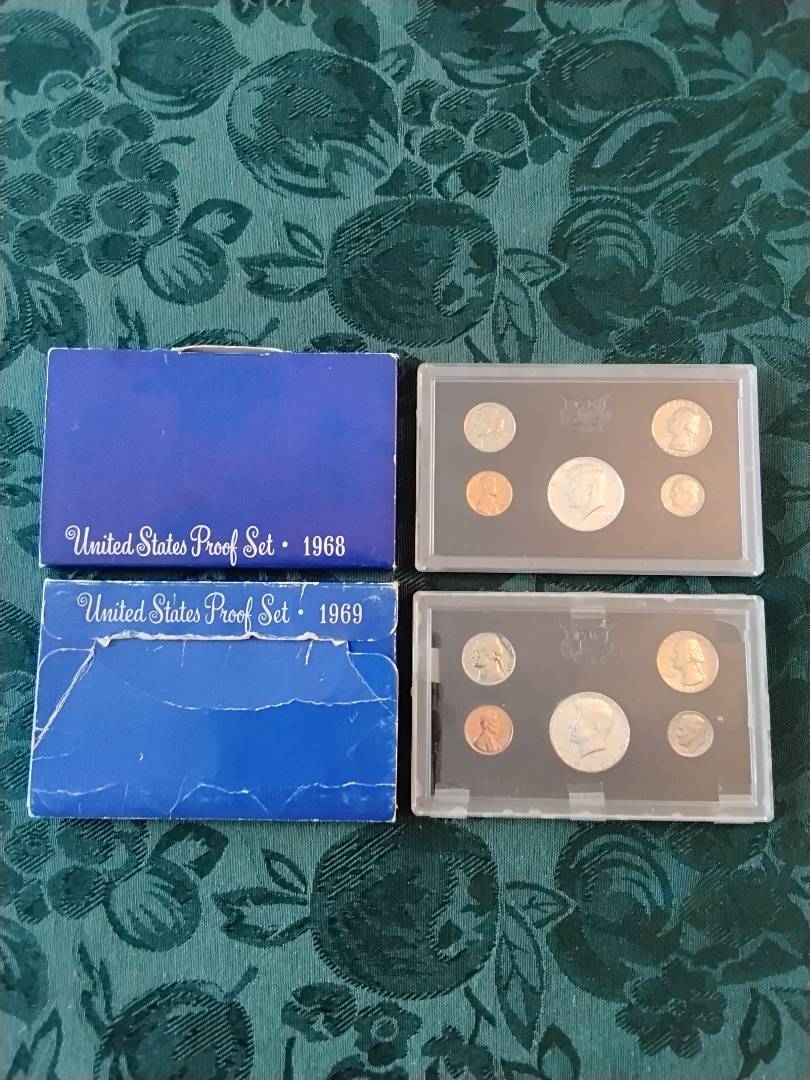 United States Proof Set • 1968
United States Proof Set • 1969